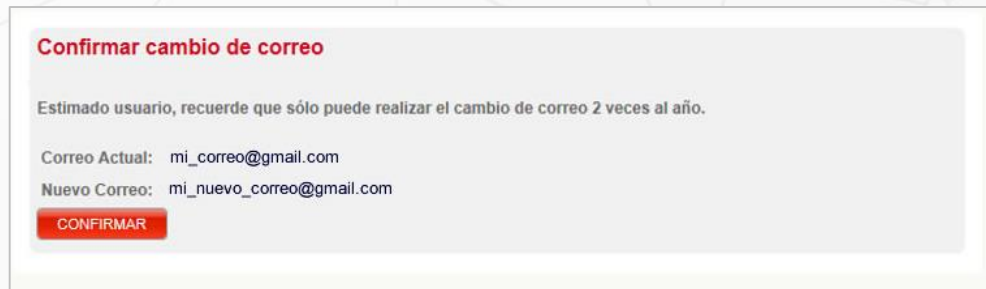 Confirmar cambio de correo
Estimado usuario, recuerde que sólo puede realizar el cambio de correo 2 veces al año.
Correo Actual: mi_correo@gmail.com
Nuevo Correo: mi_nuevo_correo@gmail.com
CONFIRMAR